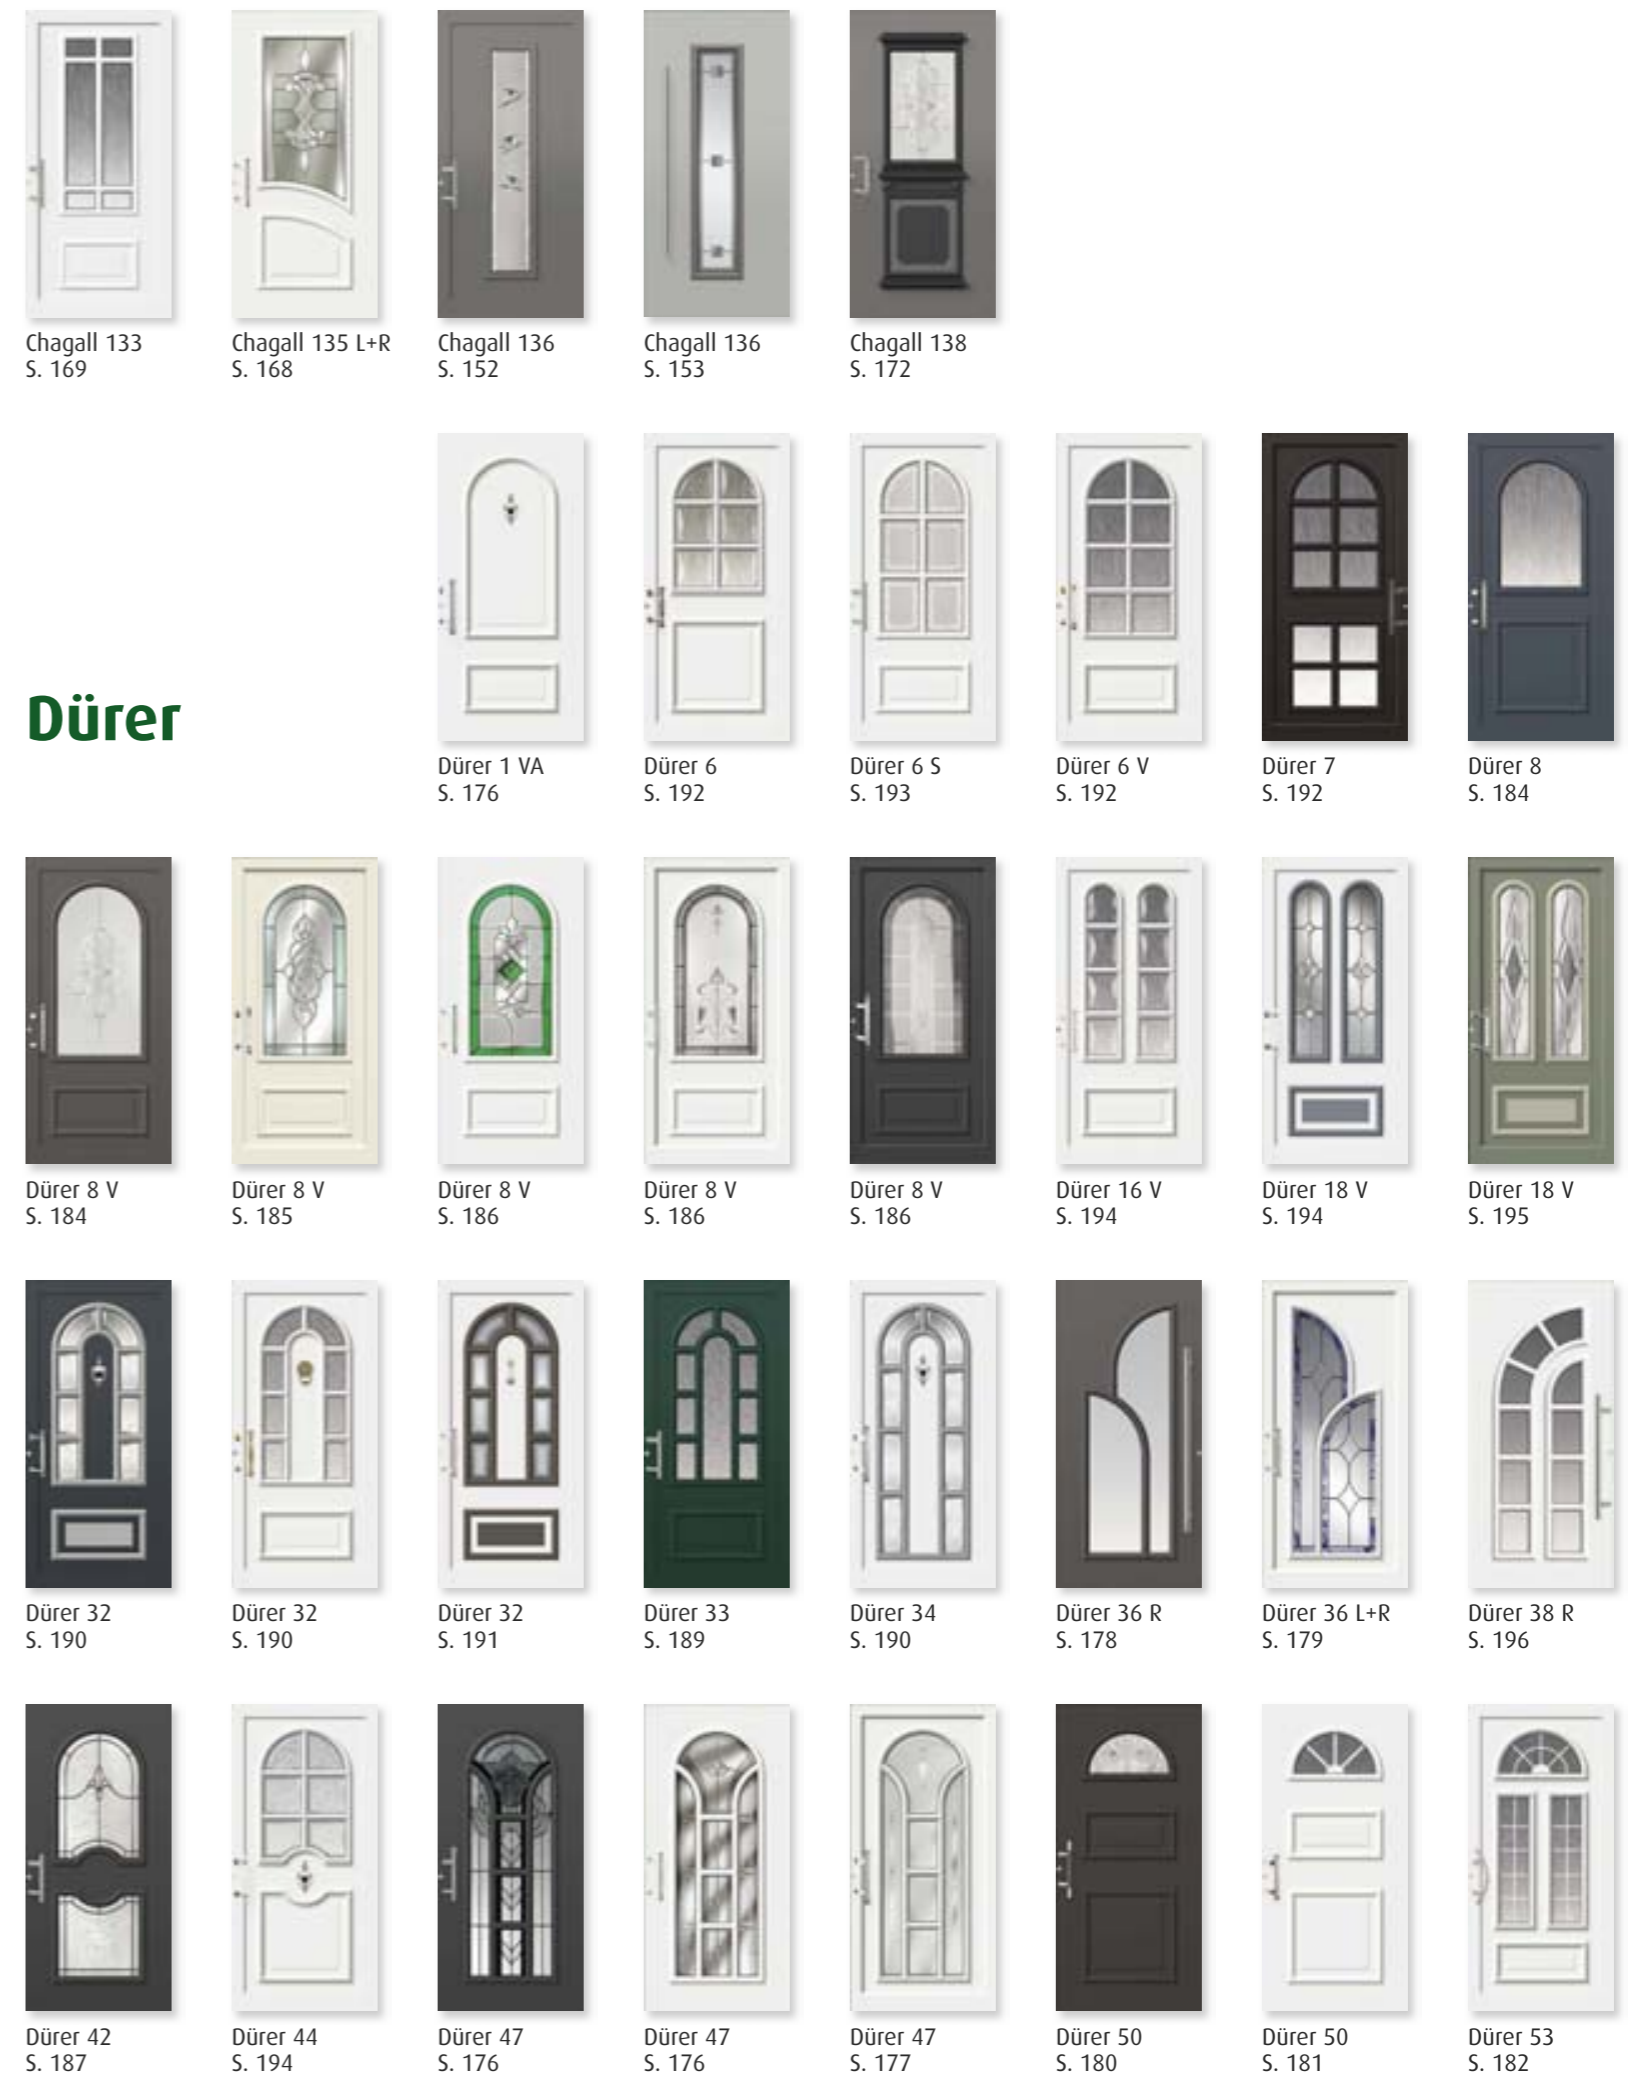 Chagall 133
S. 169
Chagall 135 L+R
S. 168
Chagall 136
S. 152
Chagall 136
S. 153
Chagall 138
S. 172
Dürer
Dürer 1 VA
S. 176
Dürer 6
S. 192
Dürer 6 S
S. 193
Dürer 6 V
S. 192
Dürer 7
S. 192
Dürer 8
S. 184
Dürer 8 V
S. 184
Dürer 8 V
S. 185
Dürer 8 V
S. 186
Dürer 8 V
S. 186
Dürer 8 V
S. 186
Dürer 16 V
S. 194
Dürer 18 V
S. 194
Dürer 18 V
S. 195
Dürer 32
S. 190
Dürer 32
S. 190
Dürer 32
S. 191
Dürer 33
S. 189
Dürer 34
S. 190
Dürer 36 R
S. 178
Dürer 36 L+R
S. 179
Dürer 38 R
S. 196
Dürer 42
S. 187
Dürer 44
S. 194
Dürer 47
S. 176
Dürer 47
S. 176
Dürer 47
S. 177
Dürer 50
S. 180
Dürer 50
S. 181
Dürer 53
S. 182